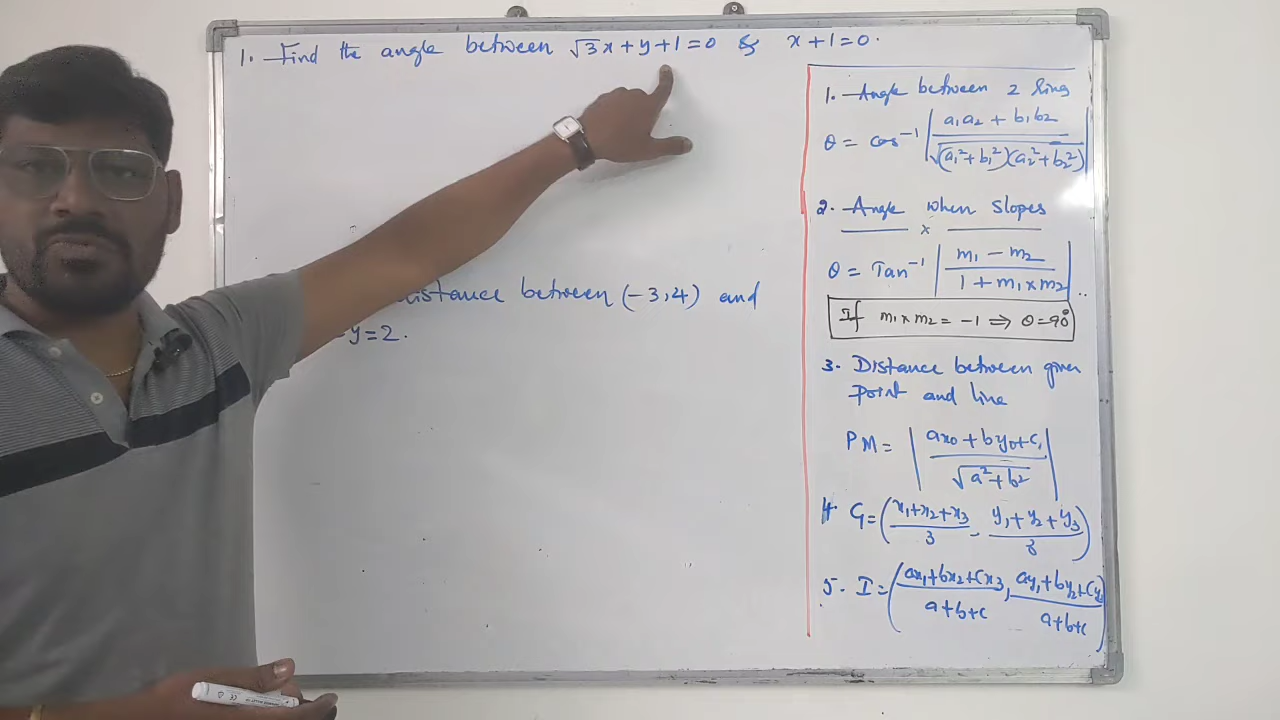 1. Find the angle between √3x+y+1=0 & x+1=0.
distance between (-3,4) and
-y=2.
1. Angle between 2 lines
θ = cos⁻¹ |a₁a₂ + b₁b₂ / √(a₁²+b₁²)(a₂²+b₂²)|
2. Angle when slopes
x
θ = Tan⁻¹ |m₁ - m₂ / 1 + m₁×m₂| ..
If m₁×m₂ = -1 ⇒ θ=90°
3. Distance between given
point and line
PM = |ax₀ + by₀+c₁ / √a²+b²|
4. G = (x₁+x₂+x₃ / 3, y₁+y₂+y₃ / 3)
5. I = (ax₁+bx₂+cx₃ / a+b+c, ay₁+by₂+cy₃ / a+b+c)